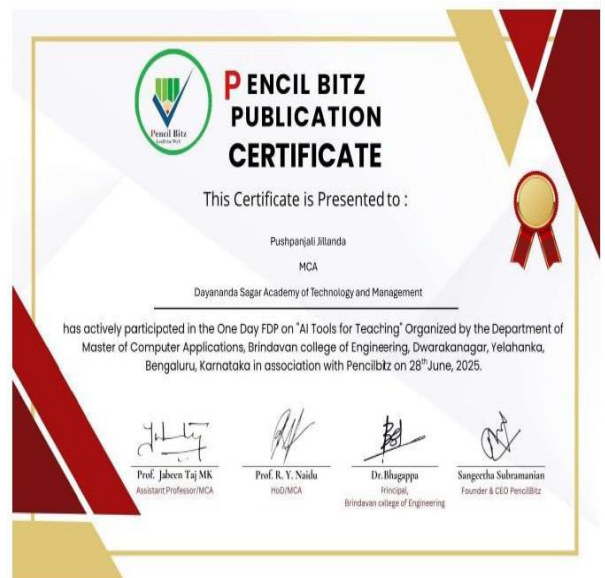 Pencil Bitz
PENCIL BITZ
PUBLICATION
CERTIFICATE
This Certificate is Presented to :
Pushpanjali Jillanda
MCA
Dayananda Sagar Academy of Technology and Management
has actively participated in the One Day FDP on "AI Tools for Teaching" Organized by the Department of
Master of Computer Applications, Brindavan college of Engineering, Dwarakanagar, Yelahanka,
Bengaluru, Karnataka in association with Pencilbitz on 28th June, 2025.
Prof. Jabeen Taj MK
Assistant Professor/MCA
Prof. R. Y. Naidu
HoD/MCA
Dr. Bhagappa
Principal,
Brindavan college of Engineering
Sangeetha Subramanian
Founder & CEO PencilBitz